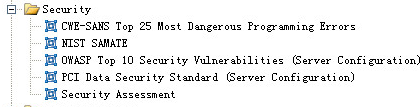 Security
CWE-SANS Top 25 Most Dangerous Programming Errors
NIST SAMATE
OWASP Top 10 Security Vulnerabilities (Server Configuration)
PCI Data Security Standard (Server Configuration)
Security Assessment